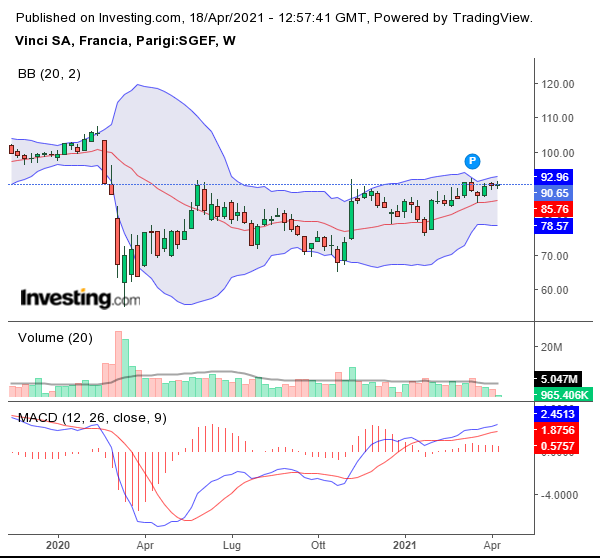 Published on Investing.com, 18/Apr/2021 - 12:57:41 GMT, Powered by TradingView.
Vinci SA, Francia, Parigi:SGEF, W
BB (20, 2)
120.00
110.00
100.00
P
92.96
90.65
85.76
78.57
70.00
60.00
Investing.com
Volume (20)
20M
5.047M
965.406K
MACD (12, 26, close, 9)
2.4513
1.8756
0.5757
-4.0000
2020
Apr
Lug
Ott
2021
Apr